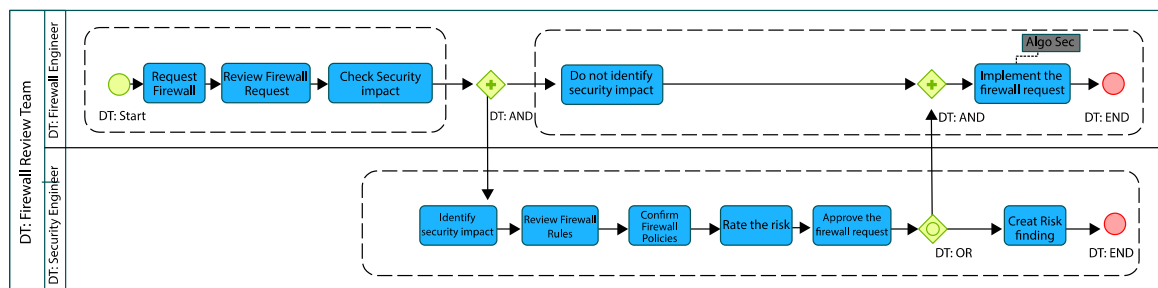 DT: Firewall Review Team
DT: Firewall Engineer
DT: Start
Request
Firewall
Review Firewall
Request
Check Security
impact
DT: AND
Do not identify
security impact
DT: AND
Algo Sec
Implement the
firewall request
DT: END
DT: Security Engineer
Identify
security impact
Review Firewall
Rules
Confirm
Firewall
Policies
Rate the risk
Approve the
firewall request
DT: OR
Creat Risk
finding
DT: END